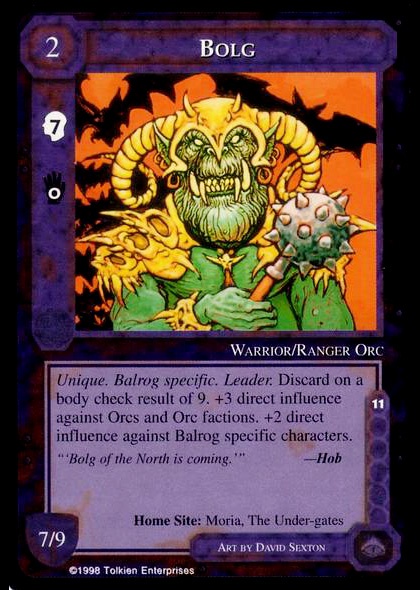 2
BOLG
7
0
WARRIOR/RANGER ORC
Unique. Balrog specific. Leader. Discard on a
body check result of 9. +3 direct influence
against Orcs and Orc factions. +2 direct
influence against Balrog specific characters.
“‘Bolg of the North is coming.’” —Hob
11
Home Site: Moria, The Under-gates
7/9
ART BY DAVID SEXTON
©1998 Tolkien Enterprises